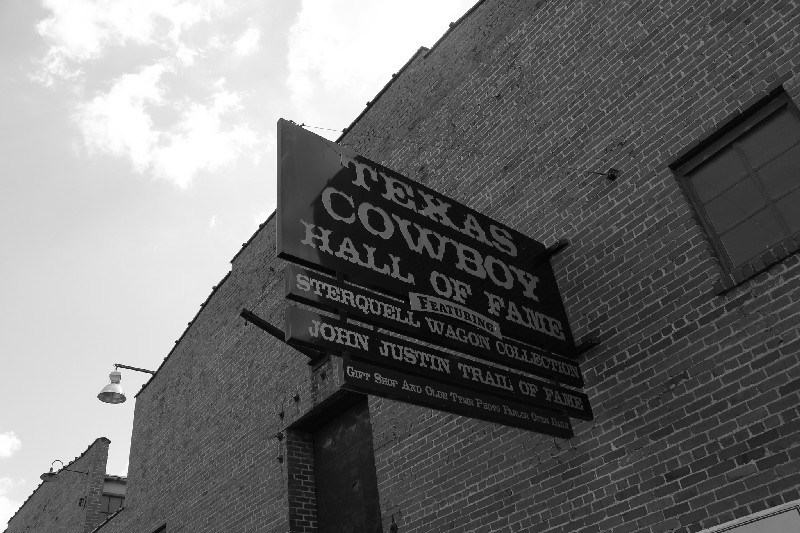 TEXAS
COWBOY
HALL OF FAME
FEATURING
STERQUELL WAGON COLLECTION
JOHN JUSTIN TRAIL OF FAME
GIFT SHOP AND OLDE TYME PHOTO PARLOR OPEN DAILY